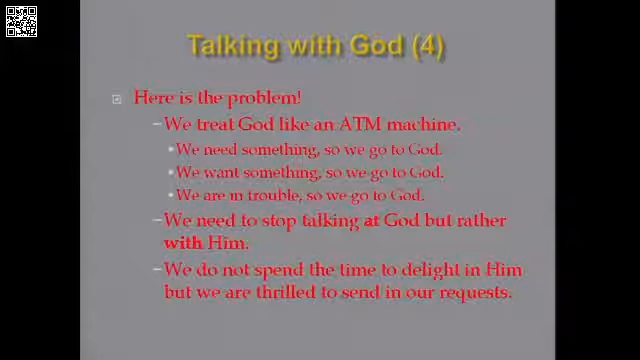 Talking with God (4)
Here is the problem!
–We treat God like an ATM machine.
•We need something, so we go to God.
•We want something, so we go to God.
•We are in trouble, so we go to God.
–We need to stop talking at God but rather
with Him.
–We do not spend the time to delight in Him
but we are thrilled to send in our requests.